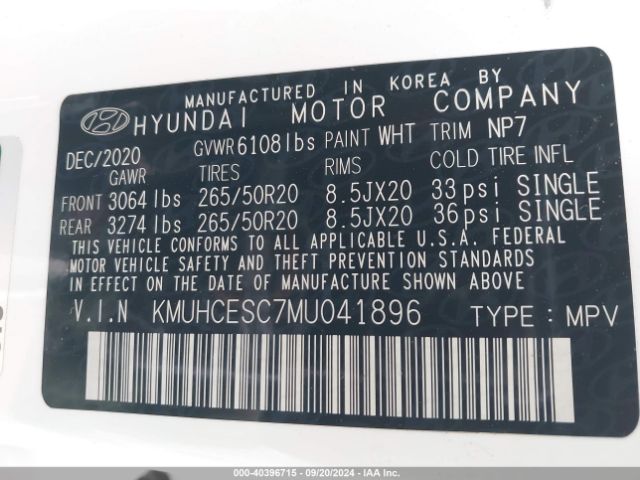 MANUFACTURED IN KOREA BY
HYUNDAI MOTOR COMPANY
DEC/2020 GVWR 6108 lbs PAINT WHT TRIM NP7
GAWR TIRES RIMS COLD TIRE INFL
FRONT 3064 lbs 265/50R20 8.5JX20 33 psi SINGLE
REAR 3274 lbs 265/50R20 8.5JX20 36 psi SINGLE
THIS VEHICLE CONFORMS TO ALL APPLICABLE U.S.A. FEDERAL
MOTOR VEHICLE SAFETY AND THEFT PREVENTION STANDARDS
IN EFFECT ON THE DATE OF MANUFACTURE SHOWN ABOVE
V.I.N KMUHCESC7MU041896 TYPE : MPV
000-40396715 - 09/20/2024 - IAA Inc.